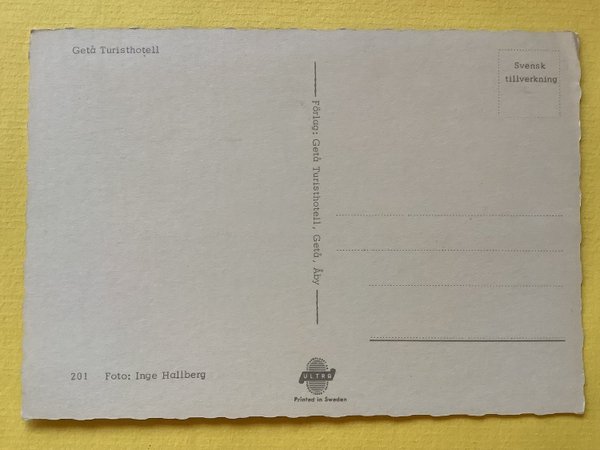 Getå Turisthotell
Svensk
tillverkning
Förlag: Getå Turisthotell, Getå, Åby
201 Foto: Inge Hallberg
ULTRA
Printed in Sweden